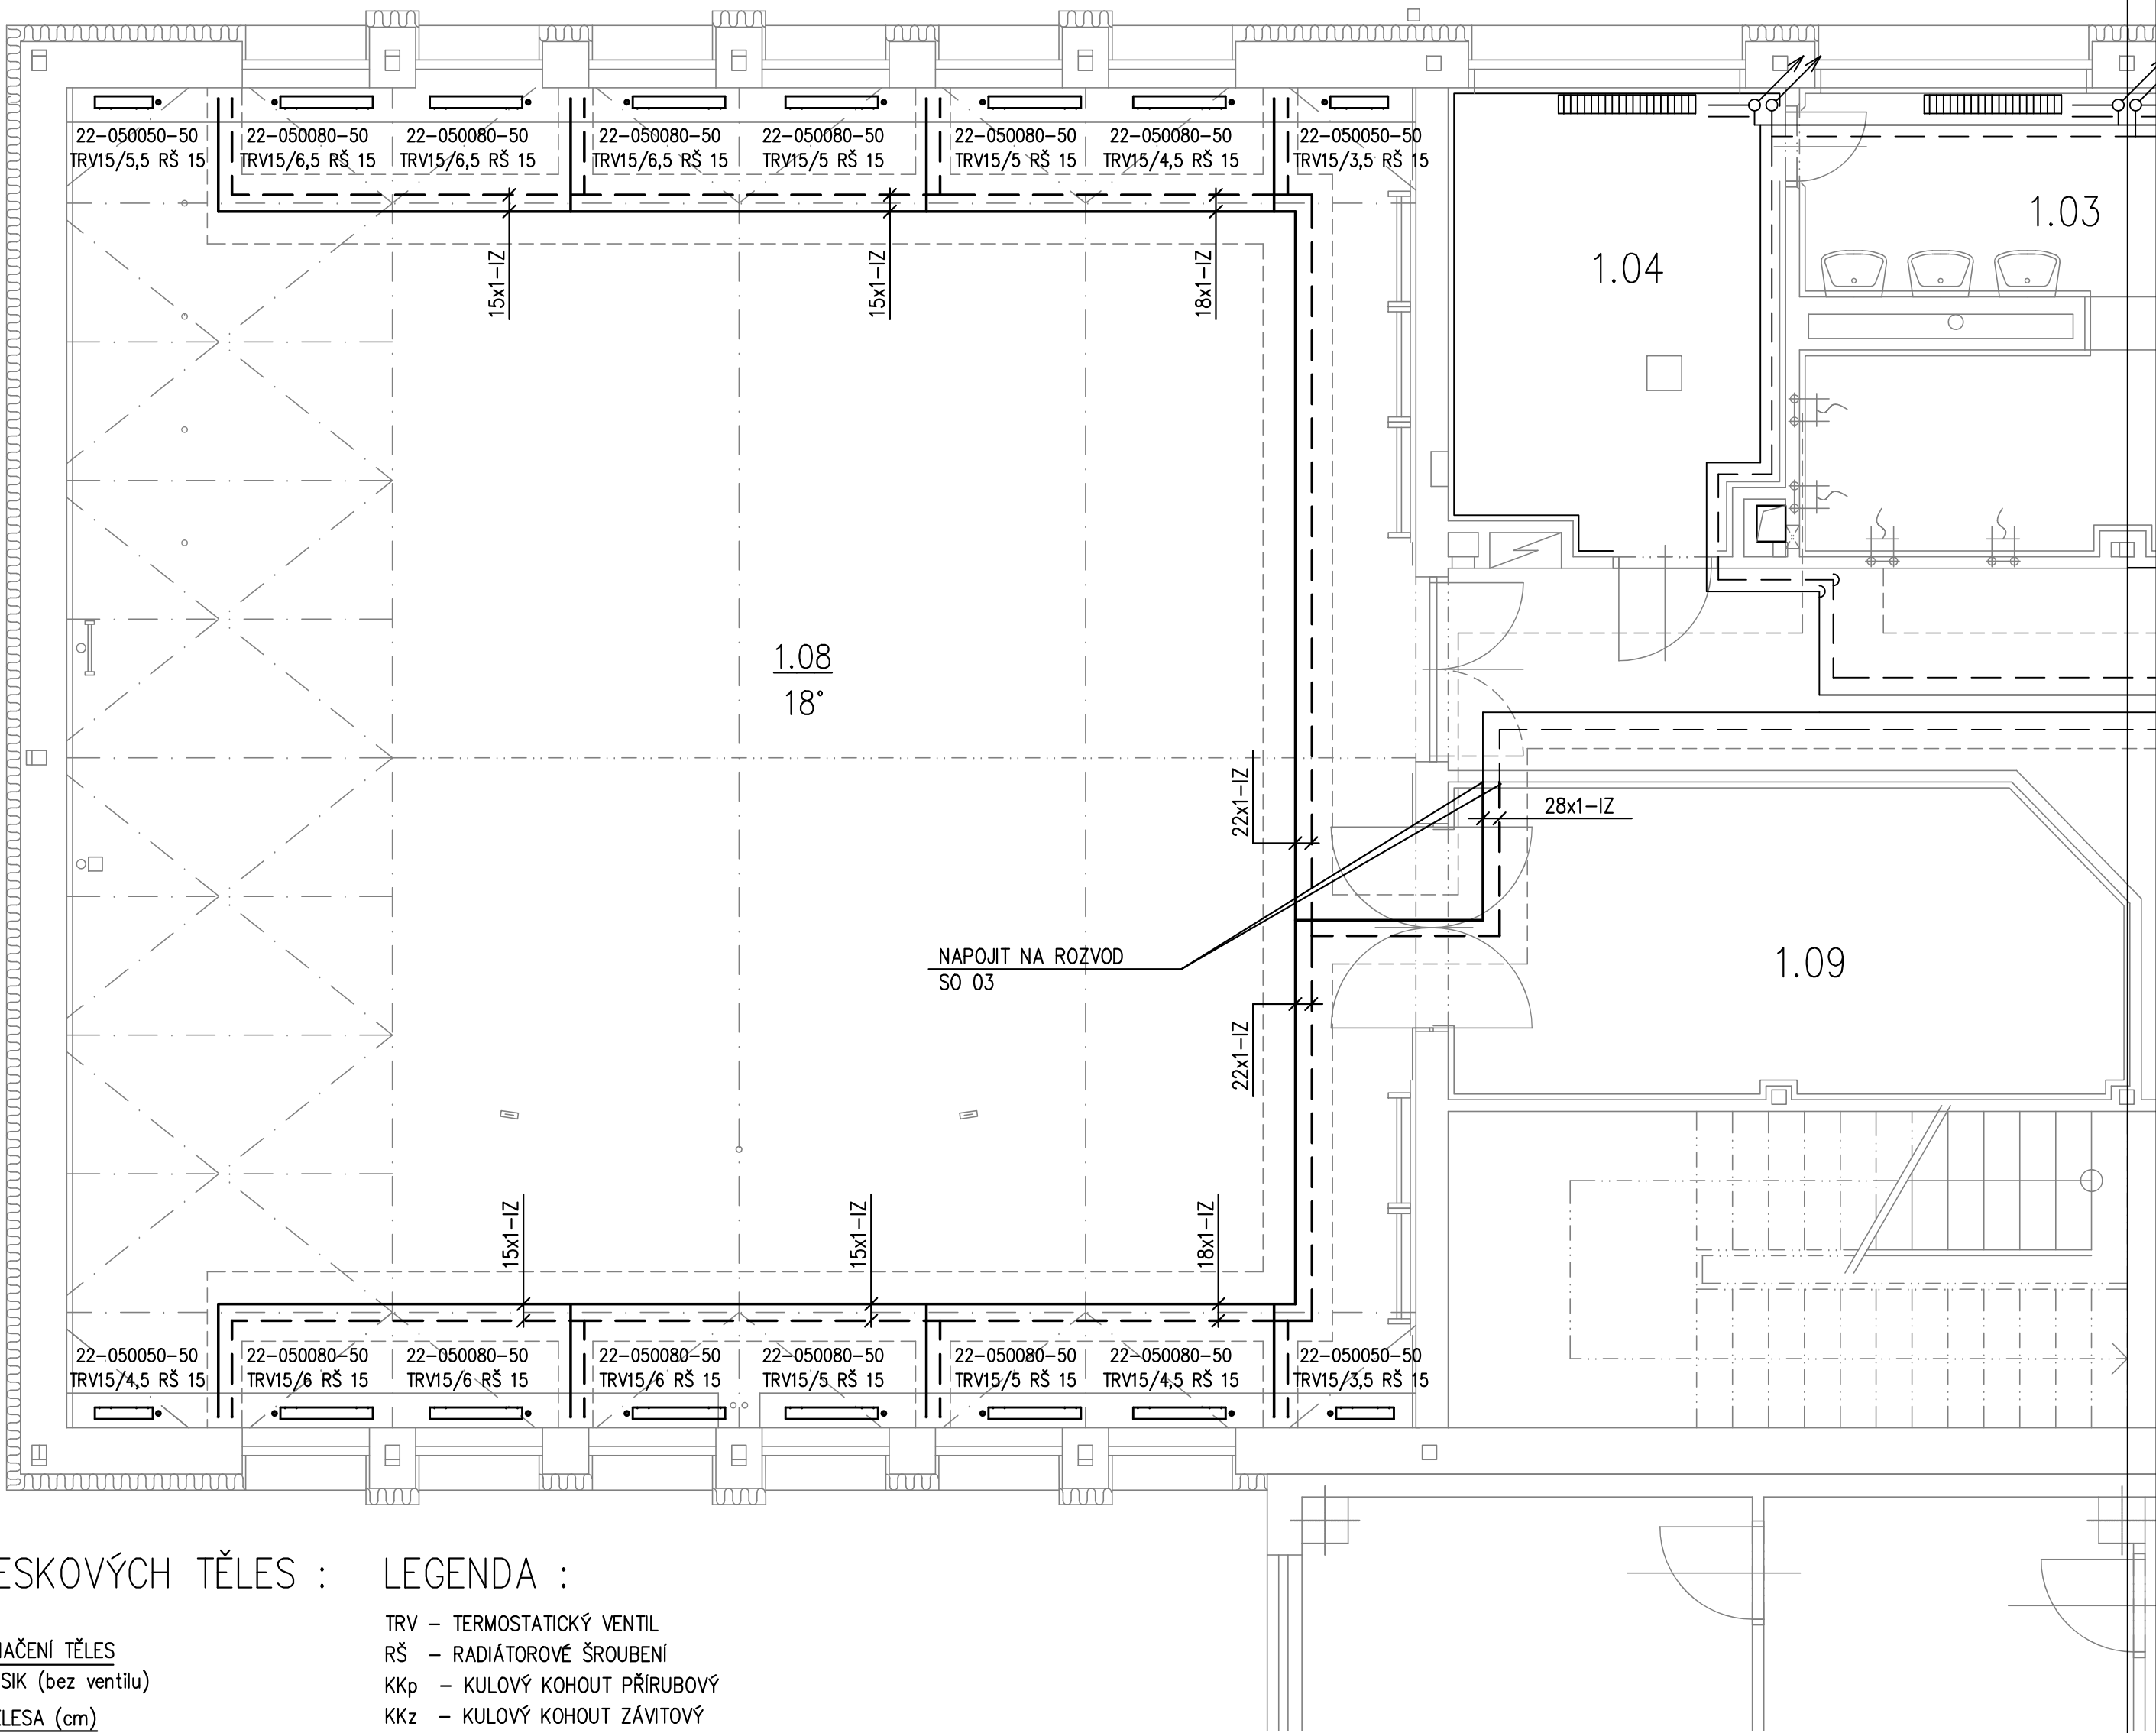 22-050050-50
TRV15/5,5 RŠ 15
22-050080-50
TRV15/6,5 RŠ 15
22-050080-50
TRV15/6,5 RŠ 15
22-050080-50
TRV15/6,5 RŠ 15
22-050080-50
TRV15/5 RŠ 15
22-050080-50
TRV15/5 RŠ 15
22-050080-50
TRV15/4,5 RŠ 15
22-050050-50
TRV15/3,5 RŠ 15
15x1-IZ
15x1-IZ
18x1-IZ
1.04
1.03
1.08
18°
22x1-IZ
28x1-IZ
NAPOJIT NA ROZVOD
SO 03
1.09
22x1-IZ
15x1-IZ
15x1-IZ
18x1-IZ
22-050050-50
TRV15/4,5 RŠ 15
22-050080-50
TRV15/6 RŠ 15
22-050080-50
TRV15/6 RŠ 15
22-050080-50
TRV15/6 RŠ 15
22-050080-50
TRV15/5 RŠ 15
22-050080-50
TRV15/5 RŠ 15
22-050080-50
TRV15/4,5 RŠ 15
22-050050-50
TRV15/3,5 RŠ 15
ESKOVÝCH TĚLES :
AČENÍ TĚLES
SIK (bez ventilu)
LESA (cm)
LEGENDA :
TRV – TERMOSTATICKÝ VENTIL
RŠ – RADIÁTOROVÉ ŠROUBENÍ
KKp – KULOVÝ KOHOUT PŘÍRUBOVÝ
KKz – KULOVÝ KOHOUT ZÁVITOVÝ